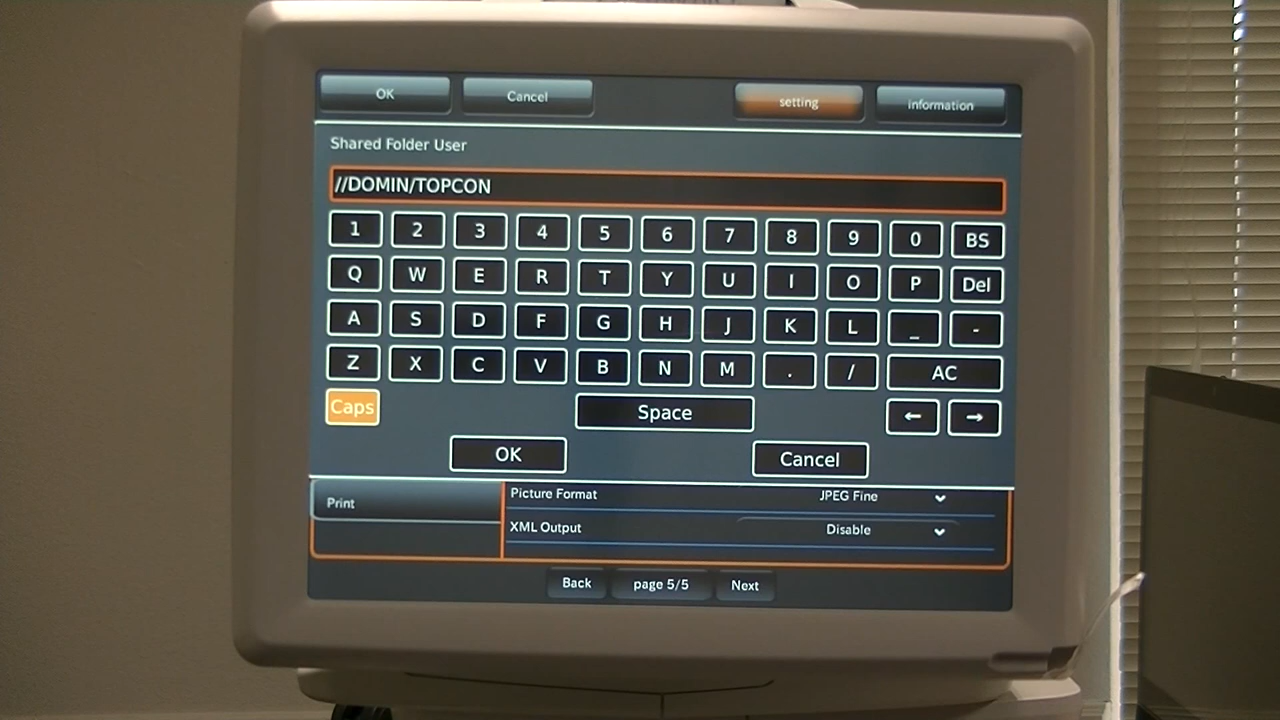 OK Cancel setting information
Shared Folder User
//DOMIN/TOPCON
1 2 3 4 5 6 7 8 9 0 BS
Q W E R T Y U I O P Del
A S D F G H J K L _ -
Z X C V B N M . / AC
Caps Space ← →
OK Cancel
Print Picture Format JPEG Fine
XML Output Disable
Back page 5/5 Next